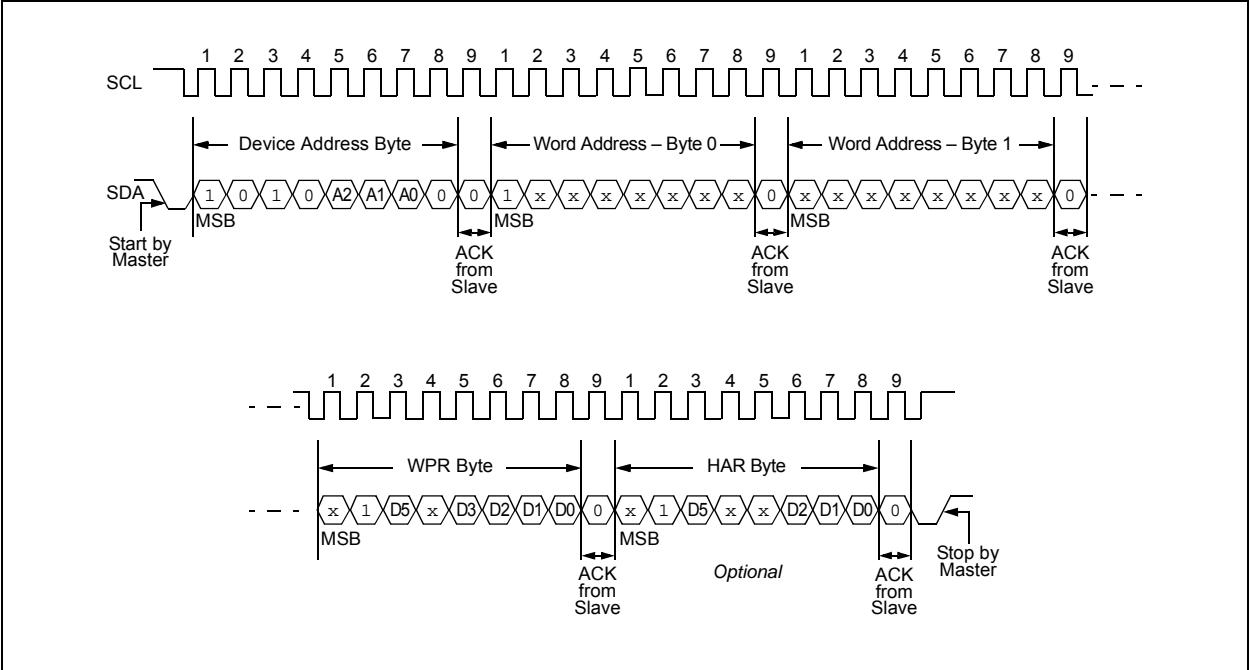 1 2 3 4 5 6 7 8 9 1 2 3 4 5 6 7 8 9 1 2 3 4 5 6 7 8 9
SCL
Device Address Byte Word Address – Byte 0 Word Address – Byte 1
SDA 1 0 1 0 A2 A1 A0 0 0 1 x x x x x x x 0 x x x x x x x x 0
MSB MSB MSB
Start by
Master
ACK
from
Slave
ACK
from
Slave
ACK
from
Slave
1 2 3 4 5 6 7 8 9 1 2 3 4 5 6 7 8 9
WPR Byte HAR Byte
x 1 D5 x D3 D2 D1 D0 0 x 1 D5 x x D2 D1 D0 0
MSB MSB
ACK
from
Slave
Optional
ACK
from
Slave
Stop by
Master